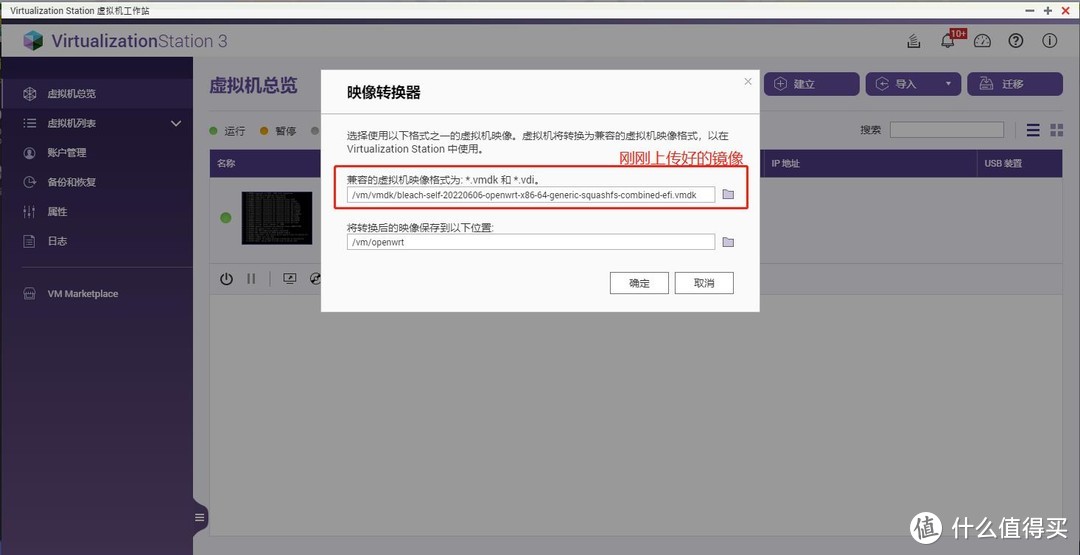 Virtualization Station 虚拟机工作站
VirtualizationStation 3
10+
虚拟机总览
虚拟机列表
账户管理
备份和恢复
属性
日志
VM Marketplace
虚拟机总览
建立
导入
迁移
运行
暂停
搜索
名称
IP 地址
USB 装置
映像转换器
选择使用以下格式之一的虚拟机映像。虚拟机将转换为兼容的虚拟机映像格式，以在
Virtualization Station 中使用。
刚刚上传好的镜像
兼容的虚拟机映像格式为: *.vmdk 和 *.vdi。
/vm/vmdk/bleach-self-20220606-openwrt-x86-64-generic-squashfs-combined-efi.vmdk
将转换后的映像保存到以下位置:
/vm/openwrt
确定
取消
值 什么值得买